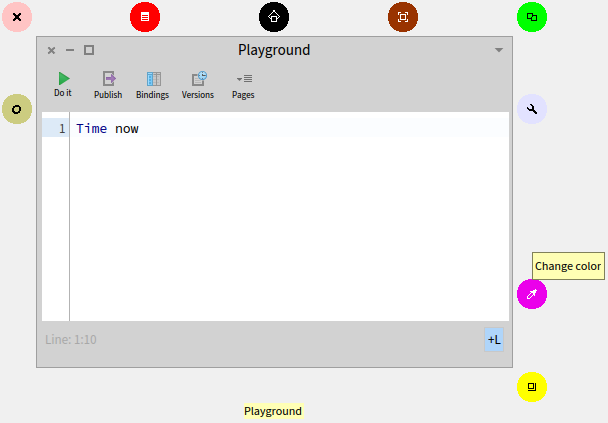 Playground
Do it
Publish
Bindings
Versions
Pages
1 Time now
Change color
Line: 1:10
+L
Playground